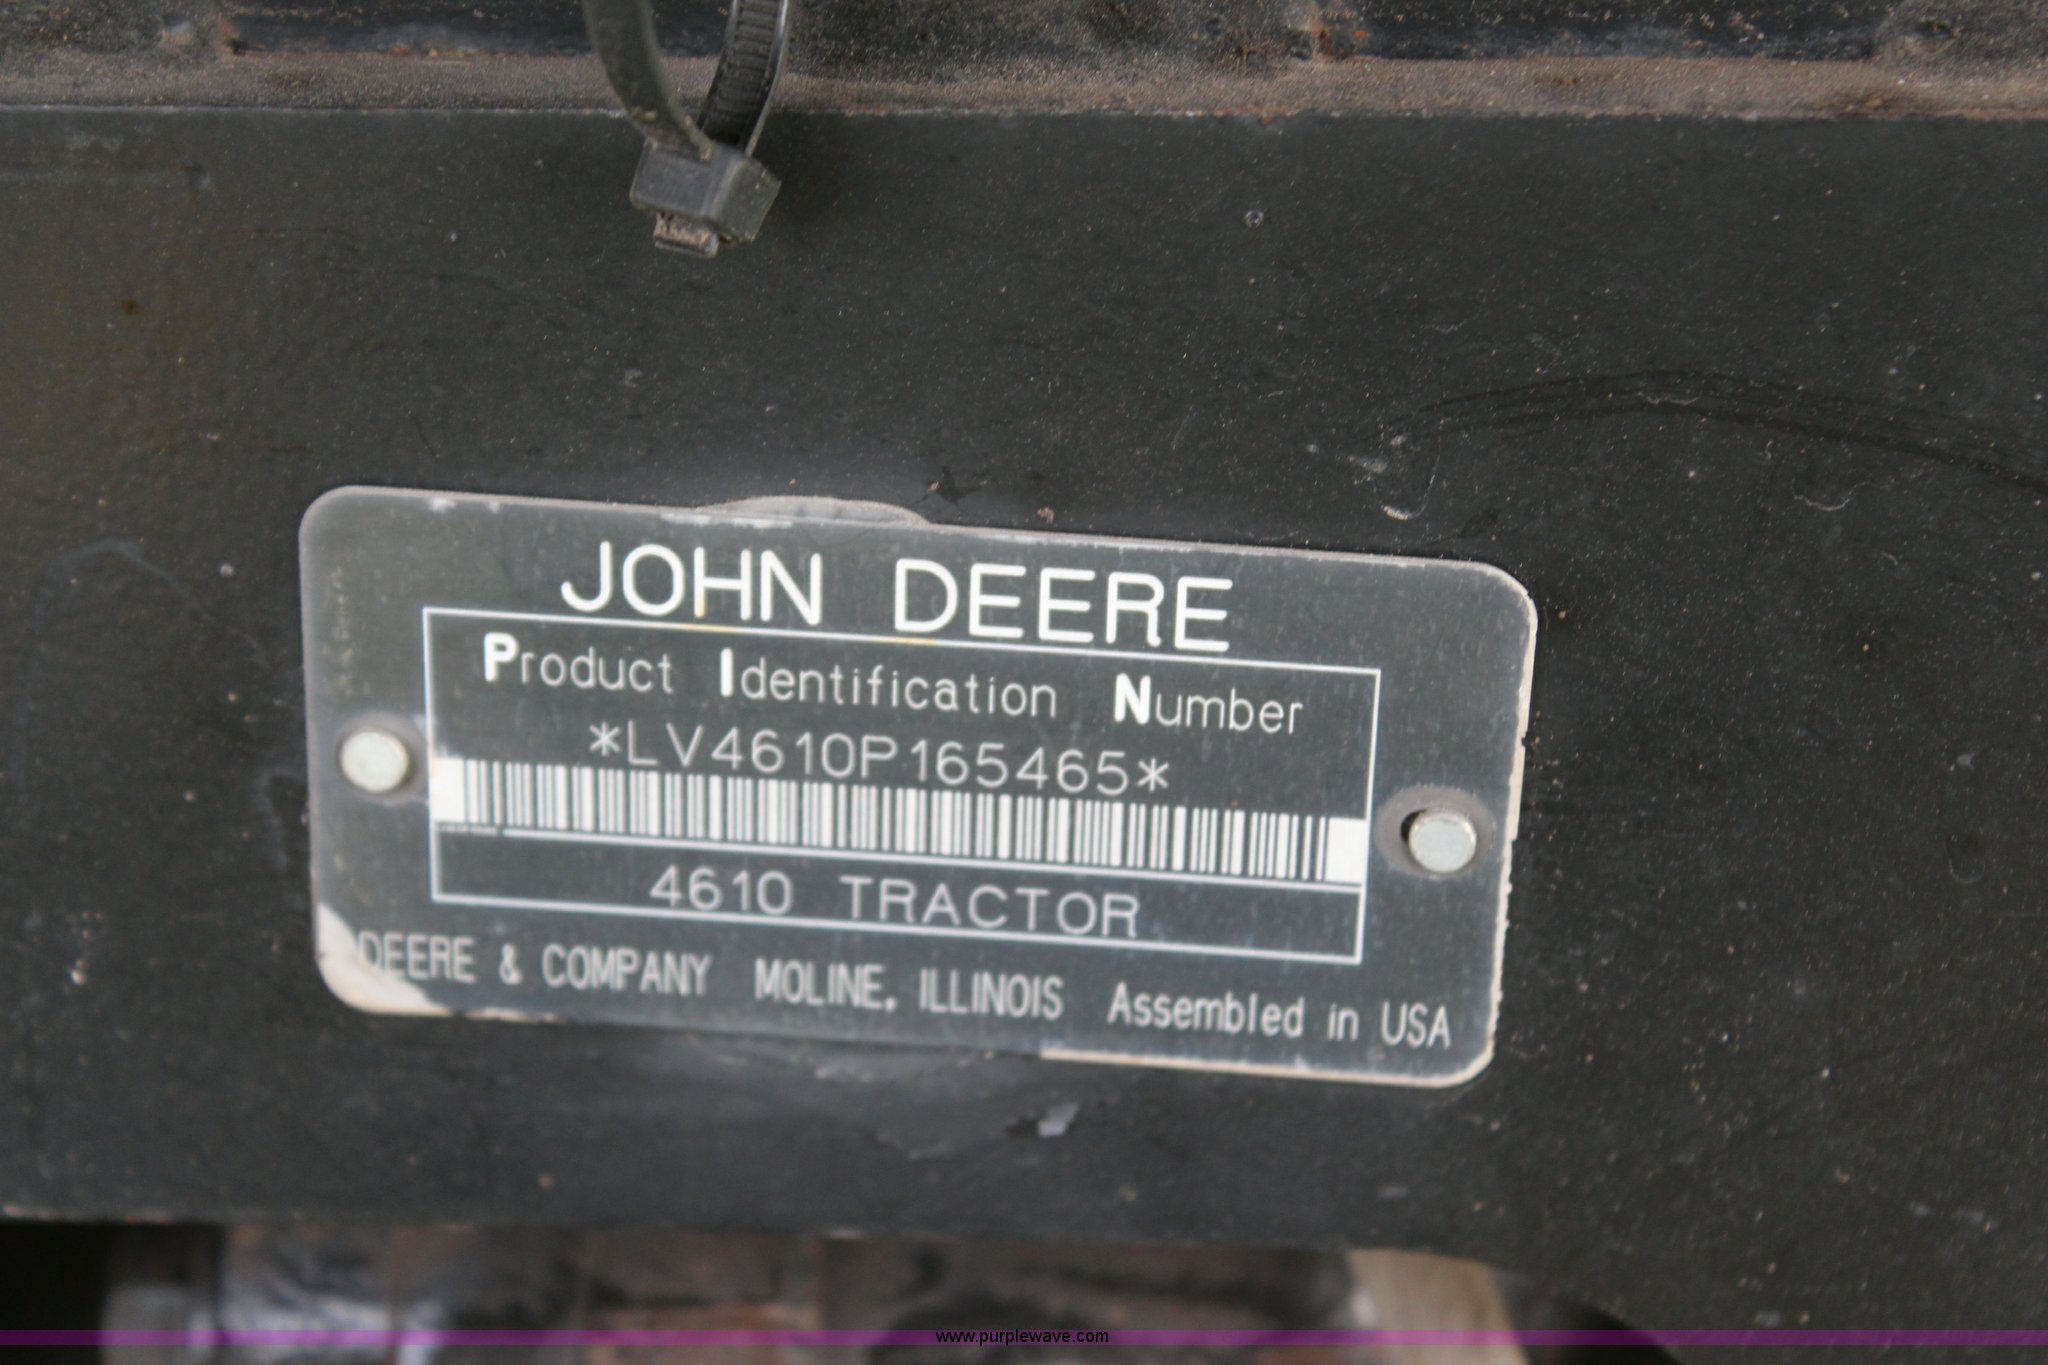 JOHN DEERE
Product Identification Number
*LV4610P165465*
4610 TRACTOR
DEERE & COMPANY MOLINE, ILLINOIS Assembled in USA
www.purplewave.com